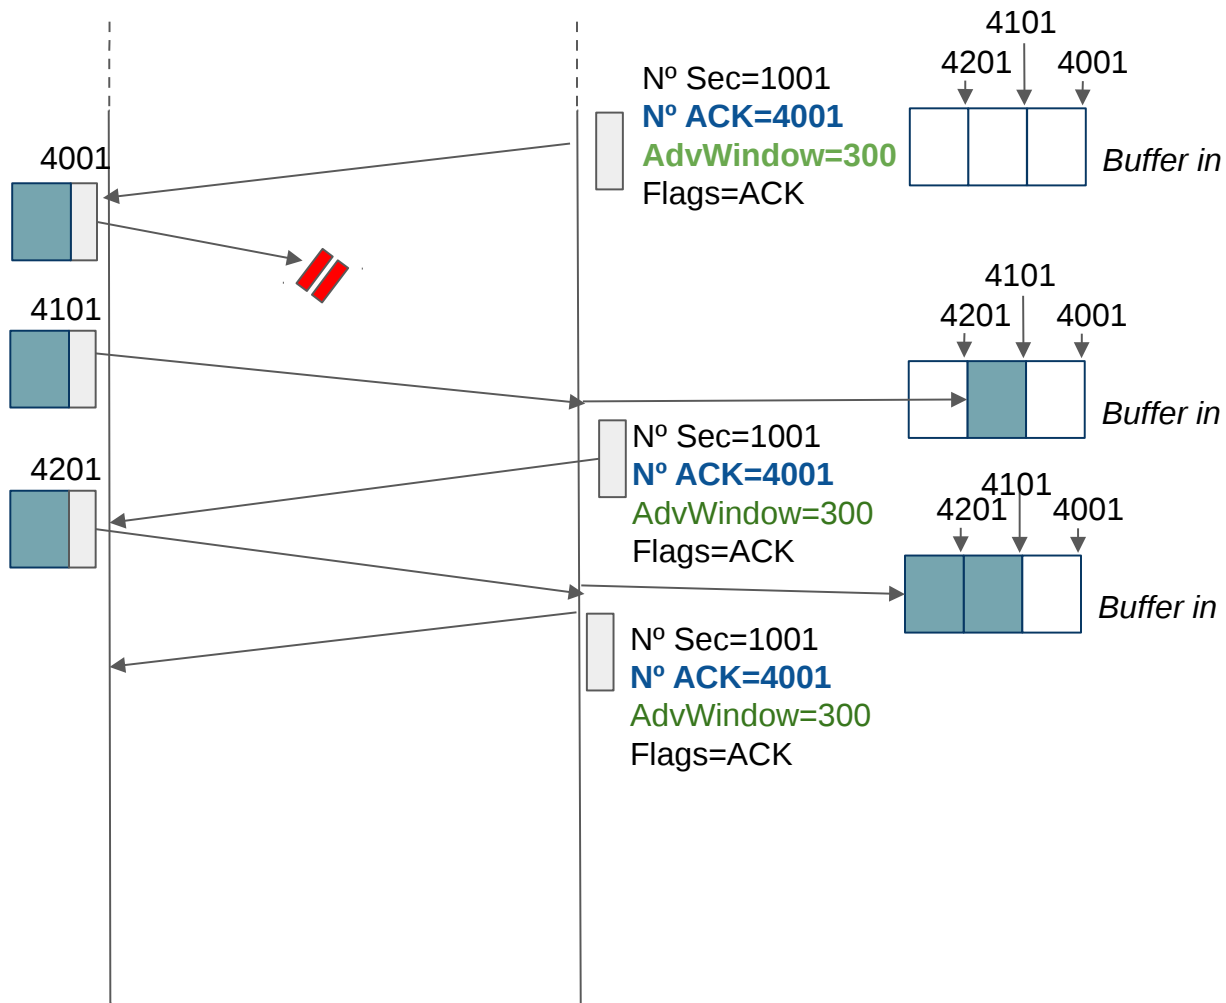 4101
4201 4001
Nº Sec=1001
Nº ACK=4001
AdvWindow=300
Flags=ACK
Buffer in
4001
4101
4101
4201 4001
Buffer in
Nº Sec=1001
Nº ACK=4001
AdvWindow=300
Flags=ACK
4201
4101
4201 4001
Buffer in
Nº Sec=1001
Nº ACK=4001
AdvWindow=300
Flags=ACK